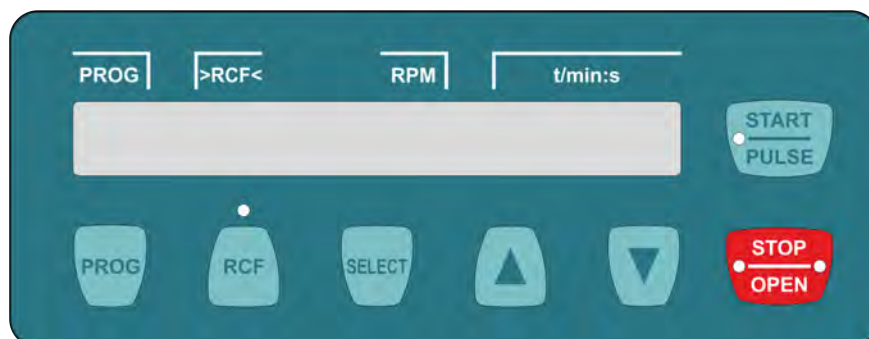 PROG >RCF< RPM t/min:s
START
PULSE
PROG RCF SELECT
STOP
OPEN